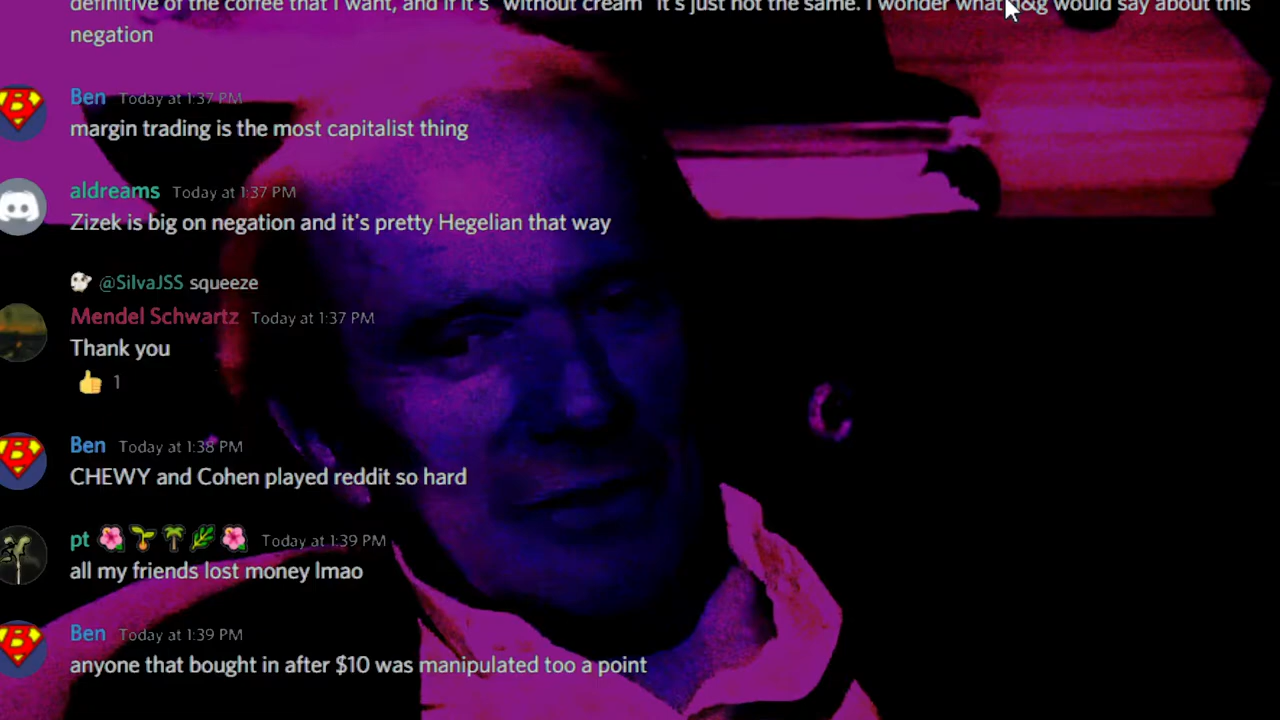 definitive of the coffee that I want, and if it's "without cream" it's just not the same. I wonder what d&g would say about this
negation
Ben Today at 1:37 PM
margin trading is the most capitalist thing
aldreams Today at 1:37 PM
Zizek is big on negation and it's pretty Hegelian that way
@SilvaJSS squeeze
Mendel Schwartz Today at 1:37 PM
Thank you
👍 1
Ben Today at 1:38 PM
CHEWY and Cohen played reddit so hard
pt 🌺🌱🌴🌿🌺 Today at 1:39 PM
all my friends lost money lmao
Ben Today at 1:39 PM
anyone that bought in after $10 was manipulated too a point